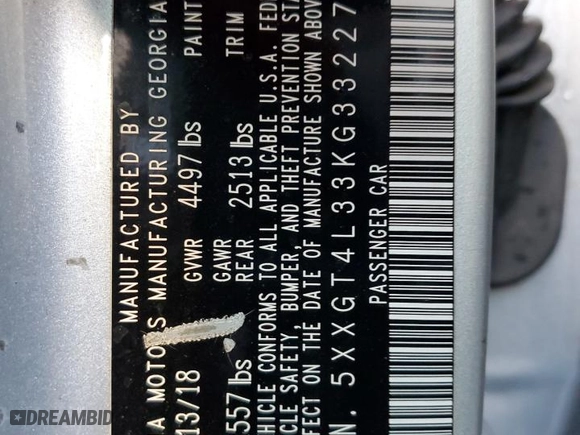 MANUFACTURED BY
A MOTORS MANUFACTURING GEORGIA
13/18 GVWR 4497 lbs PAINT
GAWR
557 lbs REAR 2513 lbs TRIM
HICLE CONFORMS TO ALL APPLICABLE U.S.A. FED
CLE SAFETY, BUMPER, AND THEFT PREVENTION STA
FECT ON THE DATE OF MANUFACTURE SHOWN ABOV
N. 5XXGT4L33KG33227
PASSENGER CAR
DREAMBID